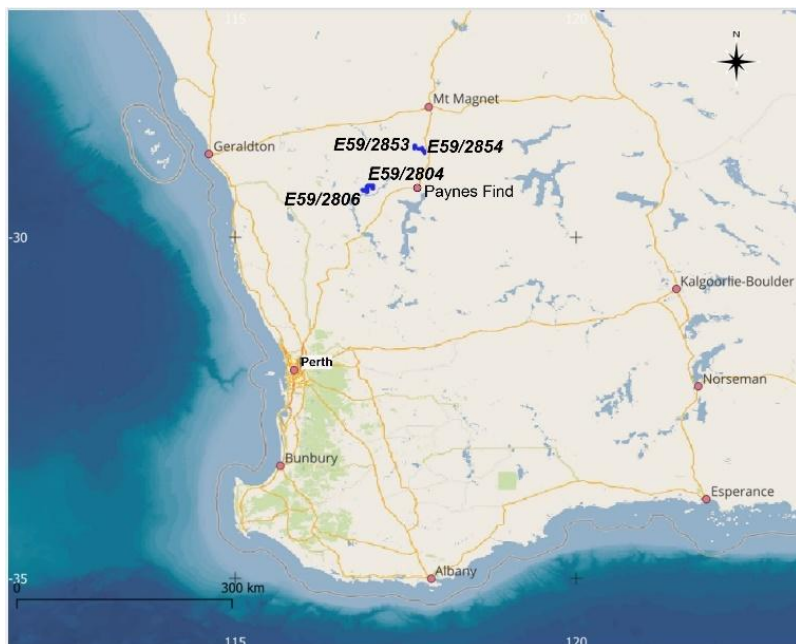 115
120
N
Mt Magnet
E59/2853
E59/2854
Geraldton
E59/2804
E59/2806
Paynes Find
-30
Kalgoorlie-Boulder
Perth
Norseman
Bunbury
Esperance
Albany
-35
0
300 km
115
120